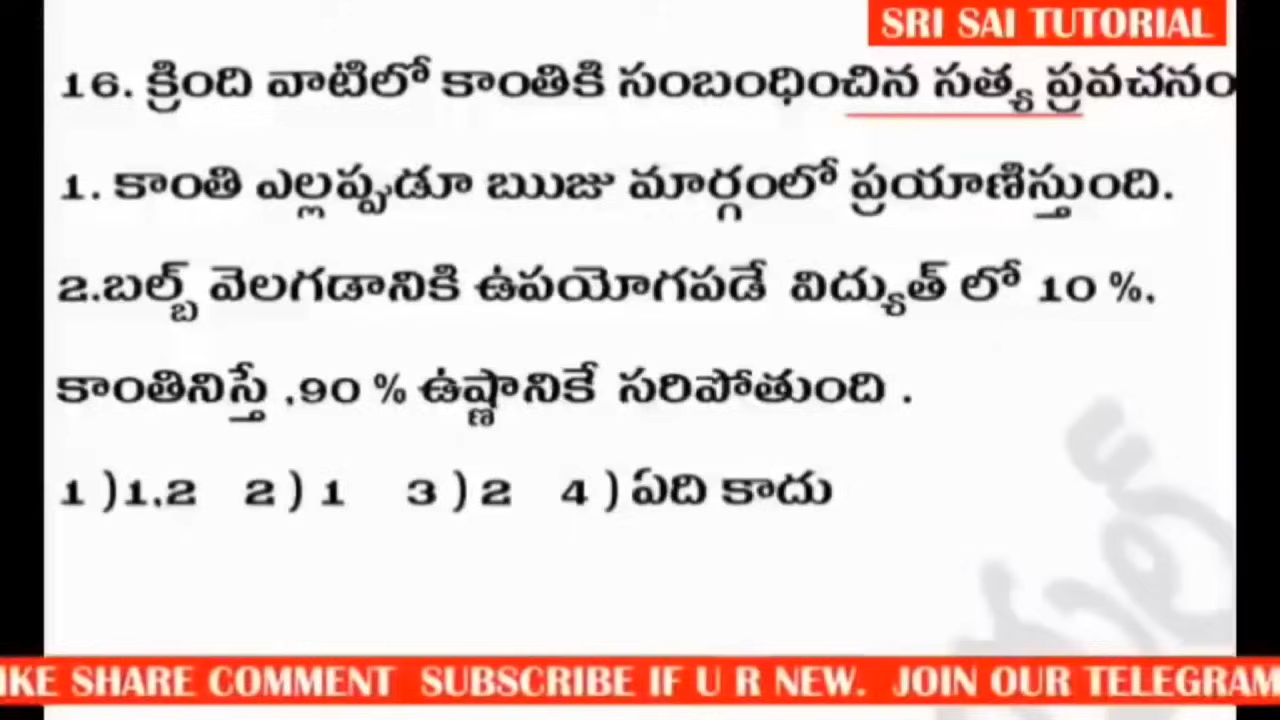 SRI SAI TUTORIAL
16. క్రింది వాటిలో కాంతికి సంబంధించిన సత్య ప్రవచనం
1. కాంతి ఎల్లప్పుడూ ఋజు మార్గంలో ప్రయాణిస్తుంది.
2.బల్బ్ వెలగడానికి ఉపయోగపడే విద్యుత్ లో 10 %.
కాంతినిస్తే .90 % ఉష్ణానికే సరిపోతుంది .
1 )1.2 2) 1 3 ) 2 4 ) ఏది కాదు
IKE SHARE COMMENT SUBSCRIBE IF U R NEW. JOIN OUR TELEGRAM